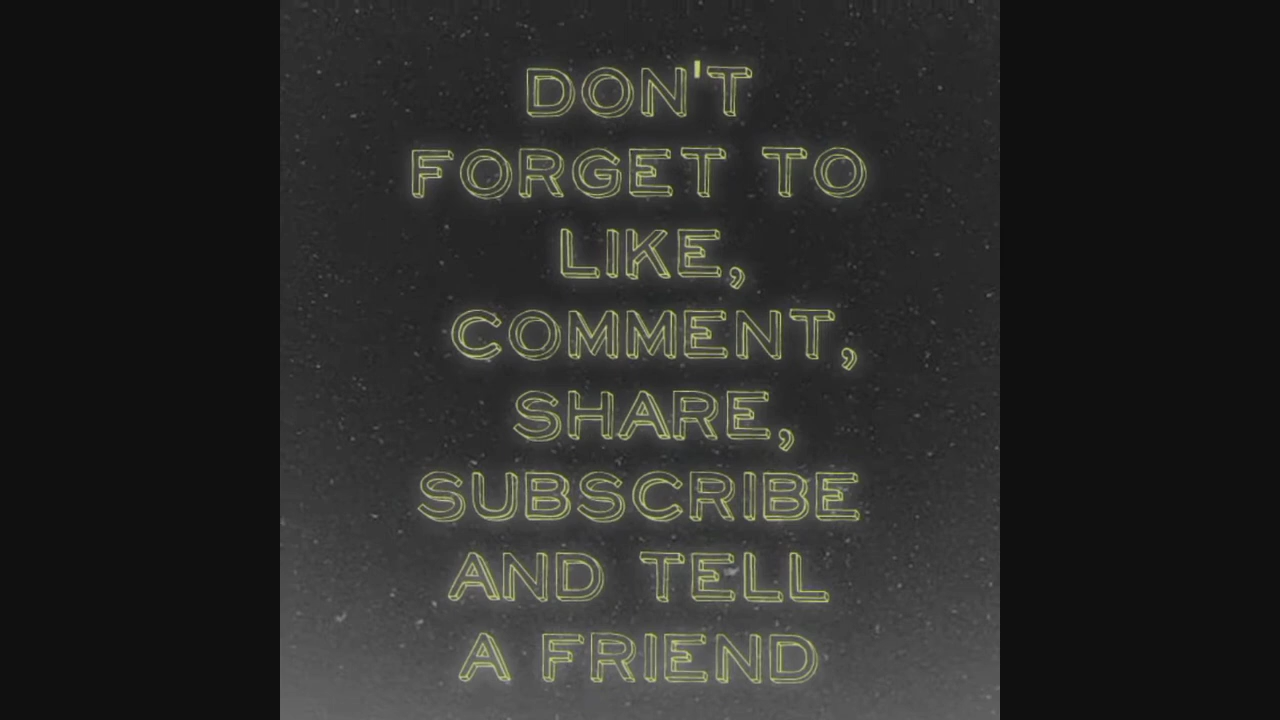 DON'T
FORGET TO
LIKE,
COMMENT,
SHARE,
SUBSCRIBE
AND TELL
A FRIEND